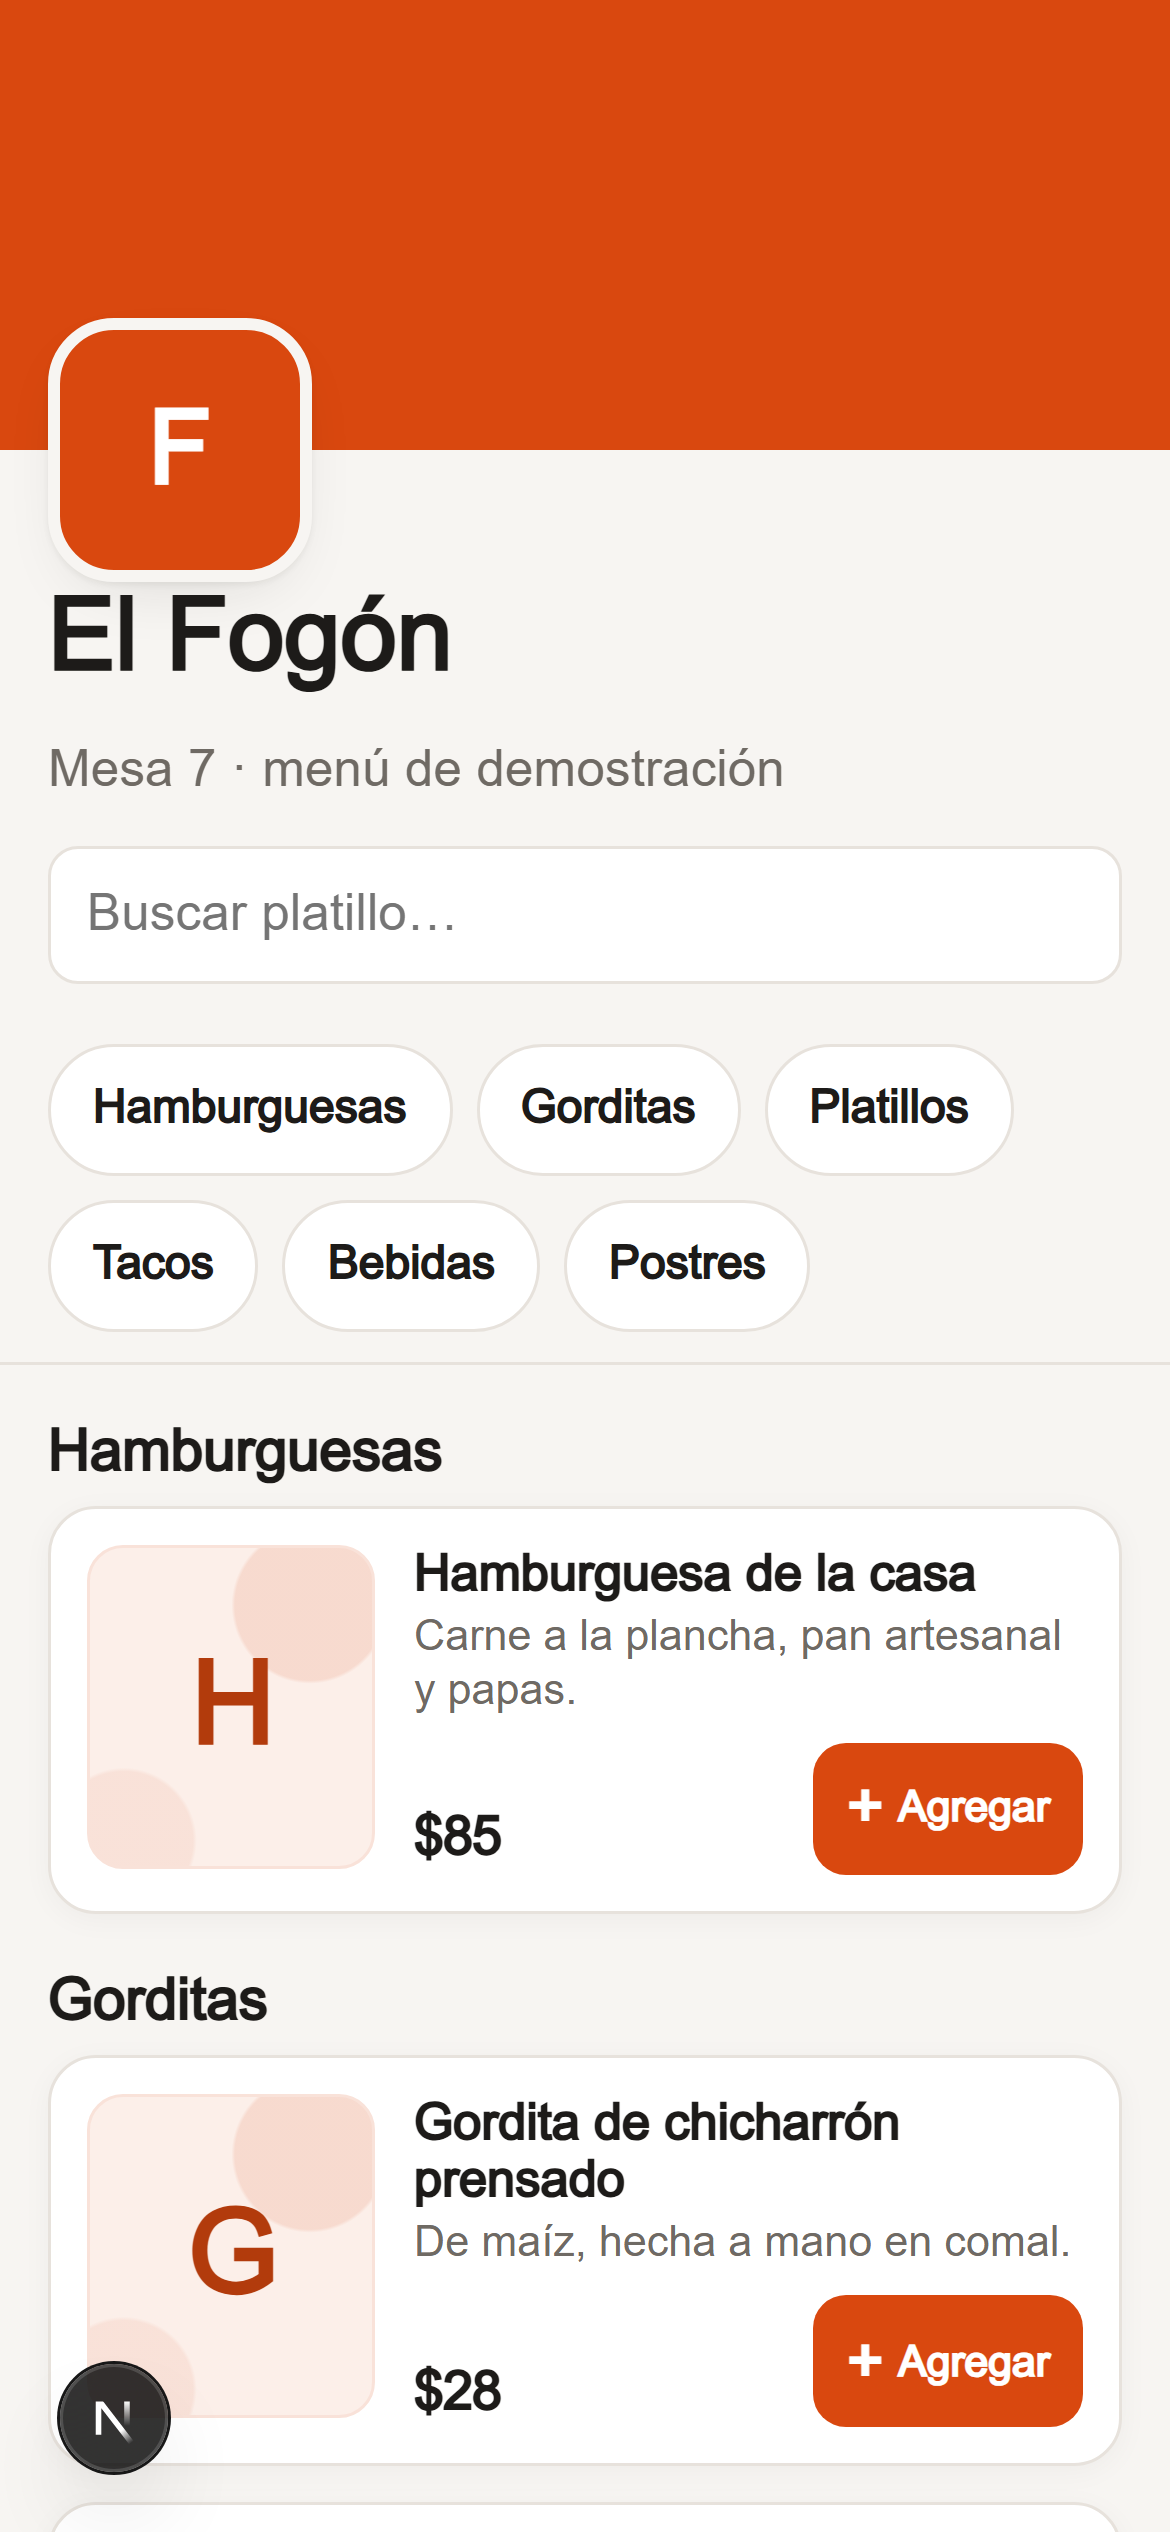 F
El Fogón
Mesa 7 · menú de demostración
Buscar platillo…
Hamburguesas Gorditas Platillos
Tacos Bebidas Postres
Hamburguesas
H
Hamburguesa de la casa
Carne a la plancha, pan artesanal
y papas.
$85
+ Agregar
Gorditas
G
Gordita de chicharrón
prensado
De maíz, hecha a mano en comal.
$28
+ Agregar
N